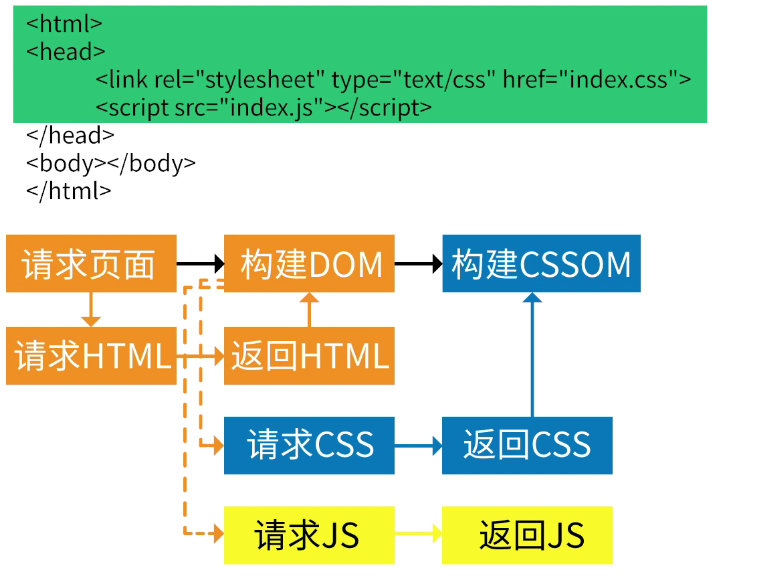 <html>
<head>
<link rel="stylesheet" type="text/css" href="index.css">
<script src="index.js"></script>
</head>
<body></body>
</html>
请求页面
构建DOM
构建CSSOM
请求HTML
返回HTML
请求CSS
返回CSS
请求JS
返回JS